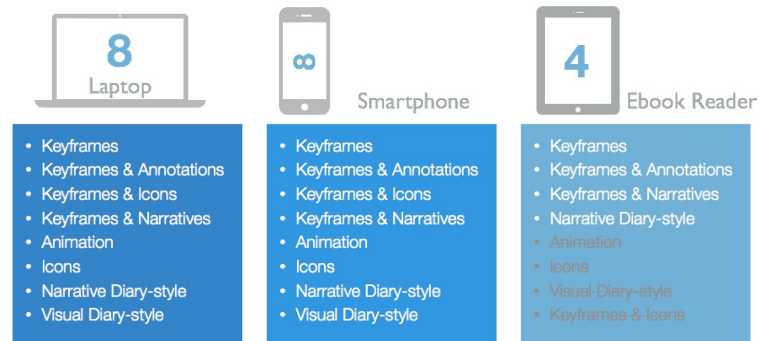 8
Laptop
• Keyframes
• Keyframes & Annotations
• Keyframes & Icons
• Keyframes & Narratives
• Animation
• Icons
• Narrative Diary-style
• Visual Diary-style
8
Smartphone
• Keyframes
• Keyframes & Annotations
• Keyframes & Icons
• Keyframes & Narratives
• Animation
• Icons
• Narrative Diary-style
• Visual Diary-style
4
Ebook Reader
• Keyframes
• Keyframes & Annotations
• Keyframes & Narratives
• Narrative Diary-style
• Animation
• Icons
• Visual Diary-style
• Keyframes & Icons